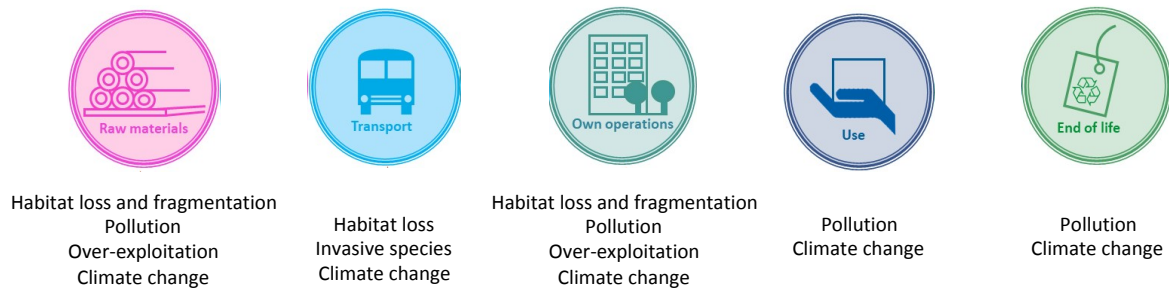 Raw materials
Transport
Own operations
Use
End of life
Habitat loss and fragmentation
Pollution
Over-exploitation
Climate change
Habitat loss
Invasive species
Climate change
Habitat loss and fragmentation
Pollution
Over-exploitation
Climate change
Pollution
Climate change
Pollution
Climate change